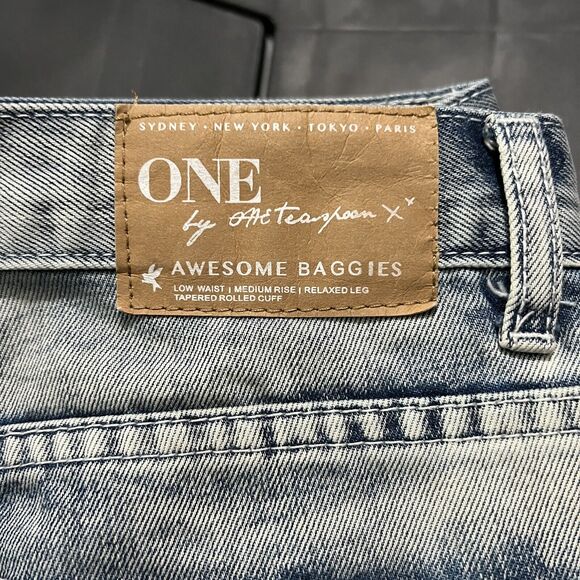 SYDNEY · NEW YORK · TOKYO · PARIS
ONE
by ONEteaspoon XX
AWESOME BAGGIES
LOW WAIST | MEDIUM RISE | RELAXED LEG
TAPERED ROLLED CUFF